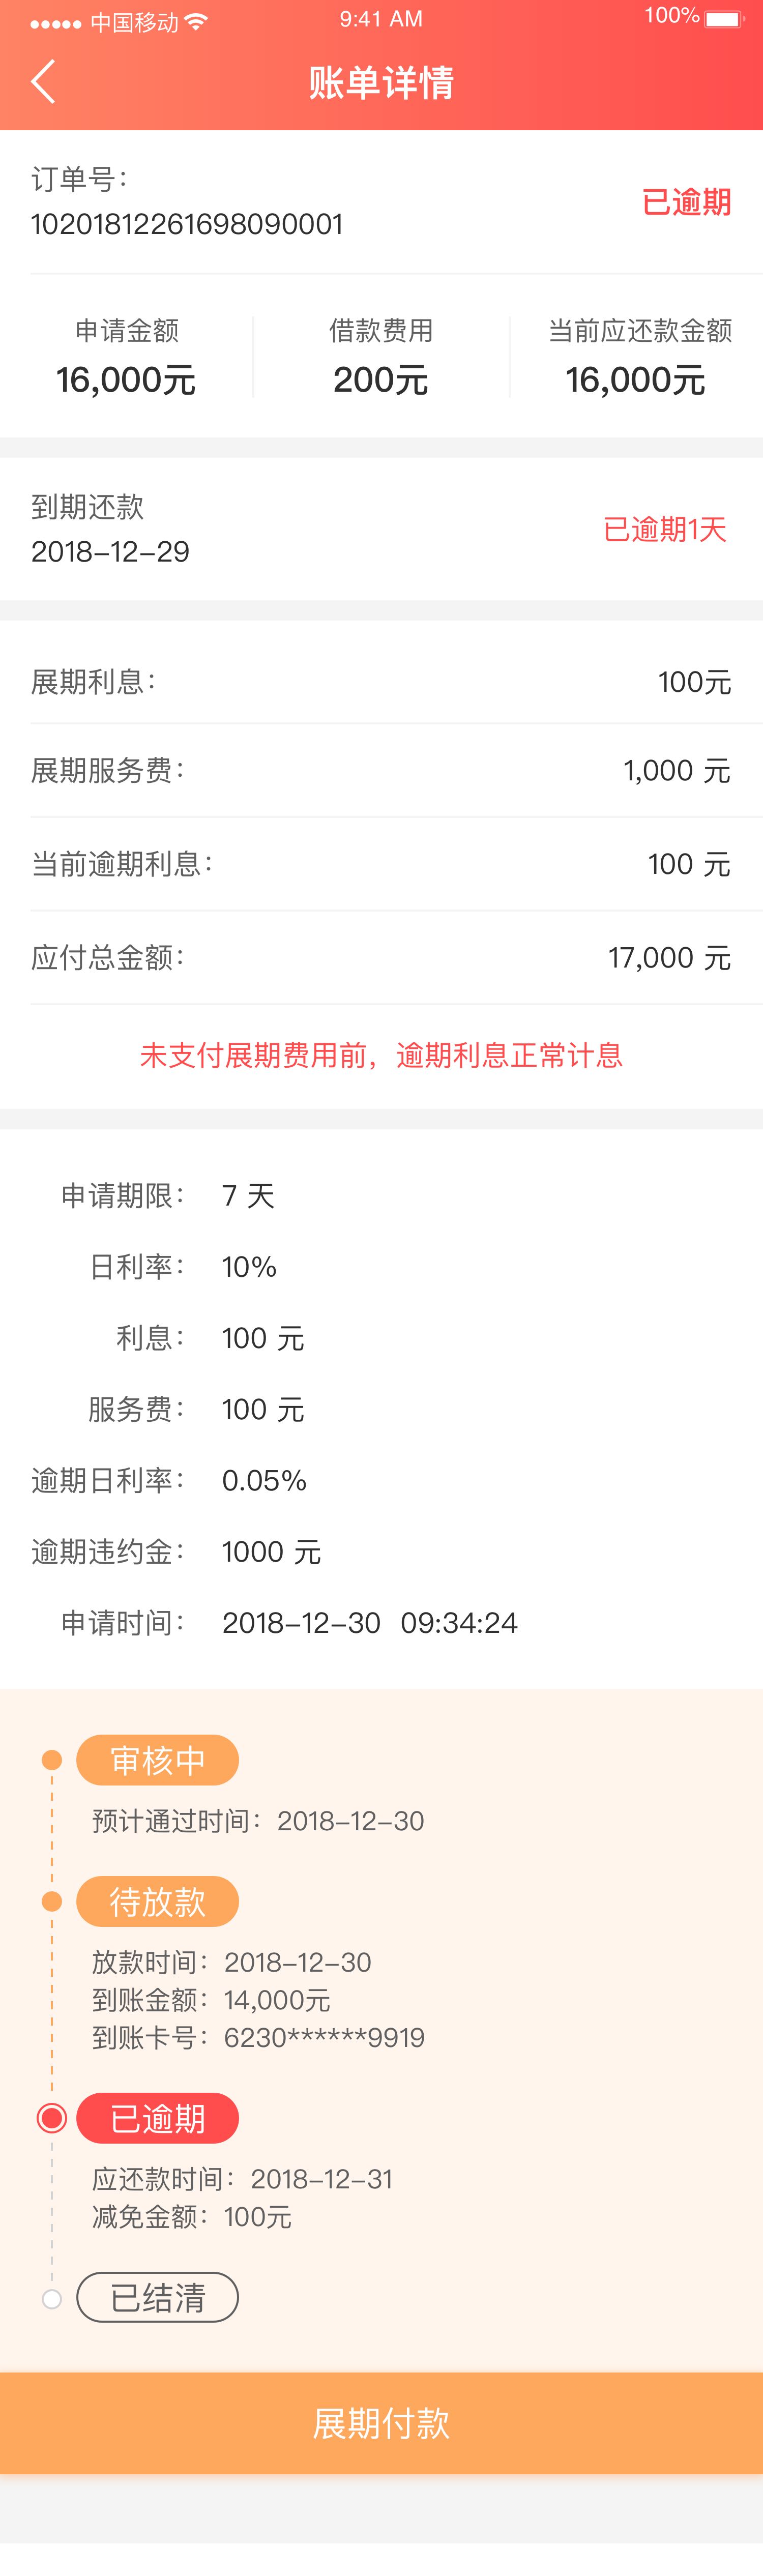 中国移动 9:41 AM 100%
账单详情
订单号：
10201812261698090001
已逾期
申请金额 借款费用 当前应还款金额
16,000元 200元 16,000元
到期还款
2018-12-29
已逾期1天
展期利息： 100元
展期服务费： 1,000 元
当前逾期利息： 100 元
应付总金额： 17,000 元
未支付展期费用前，逾期利息正常计息
申请期限： 7 天
日利率： 10%
利息： 100 元
服务费： 100 元
逾期日利率： 0.05%
逾期违约金： 1000 元
申请时间： 2018-12-30 09:34:24
审核中
预计通过时间：2018-12-30
待放款
放款时间：2018-12-30
到账金额：14,000元
到账卡号：6230******9919
已逾期
应还款时间：2018-12-31
减免金额：100元
已结清
展期付款